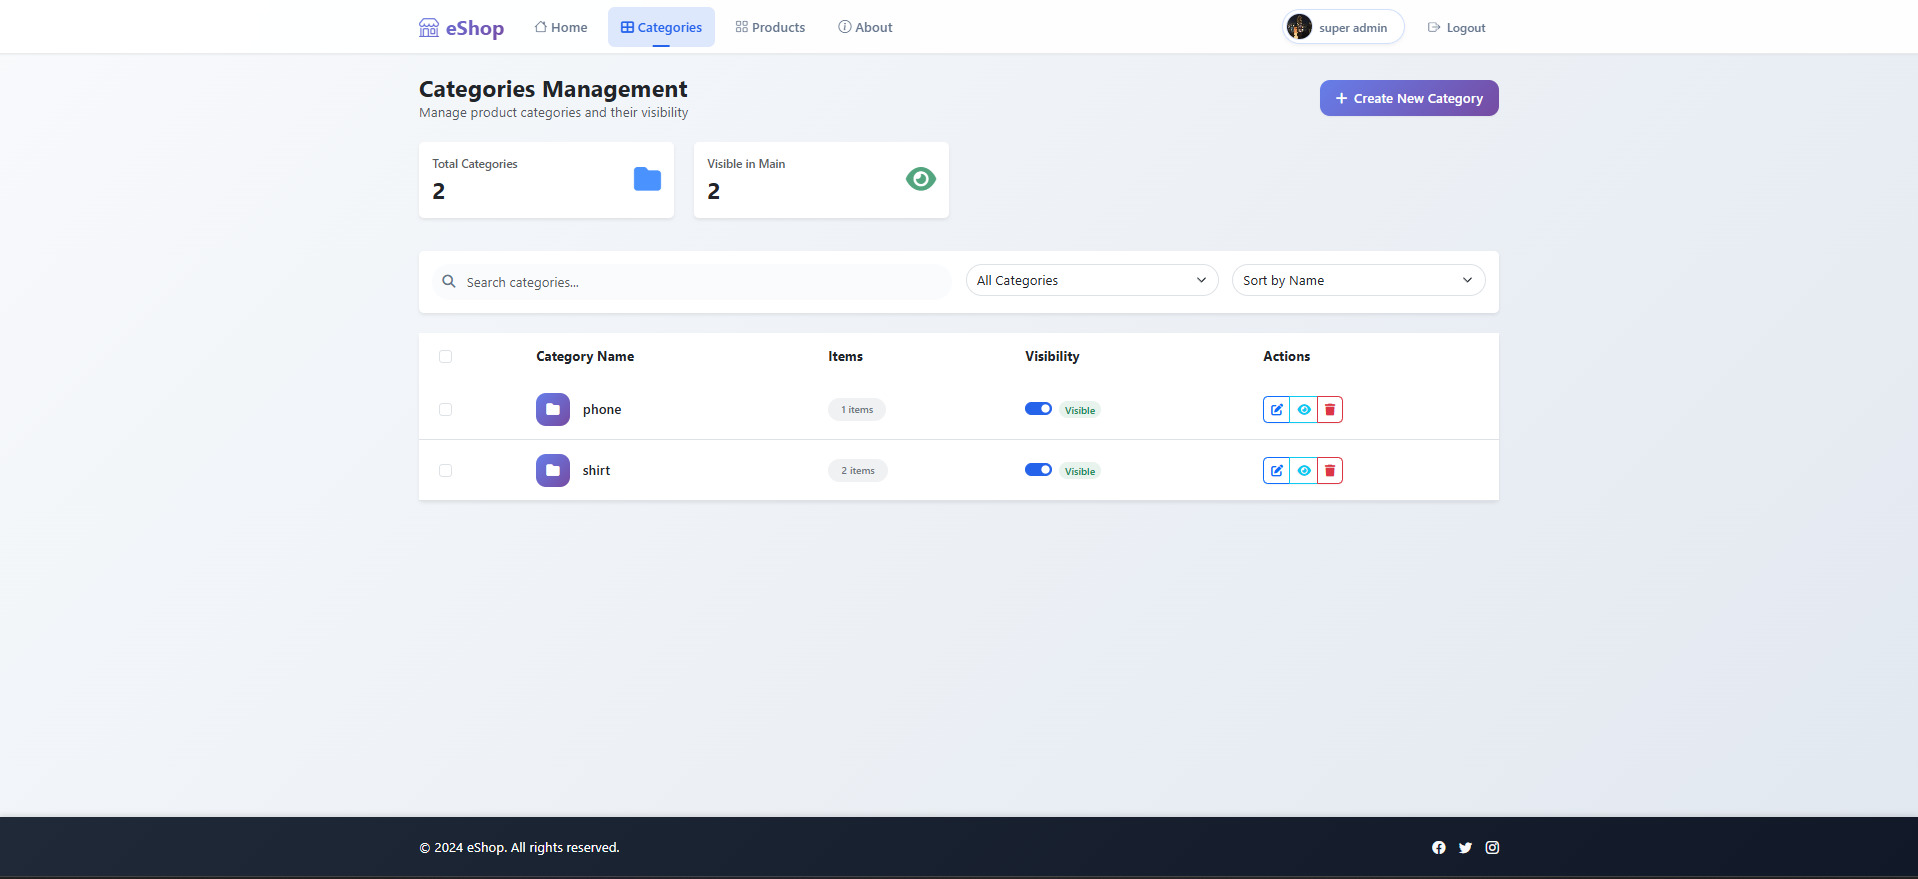 eShop
Home
Categories
Products
About
super admin
Logout
Categories Management
Manage product categories and their visibility
Create New Category
Total Categories
2
Visible in Main
2
Search categories...
All Categories
Sort by Name
Category Name
Items
Visibility
Actions
phone
1 items
Visible
shirt
2 items
Visible
© 2024 eShop. All rights reserved.